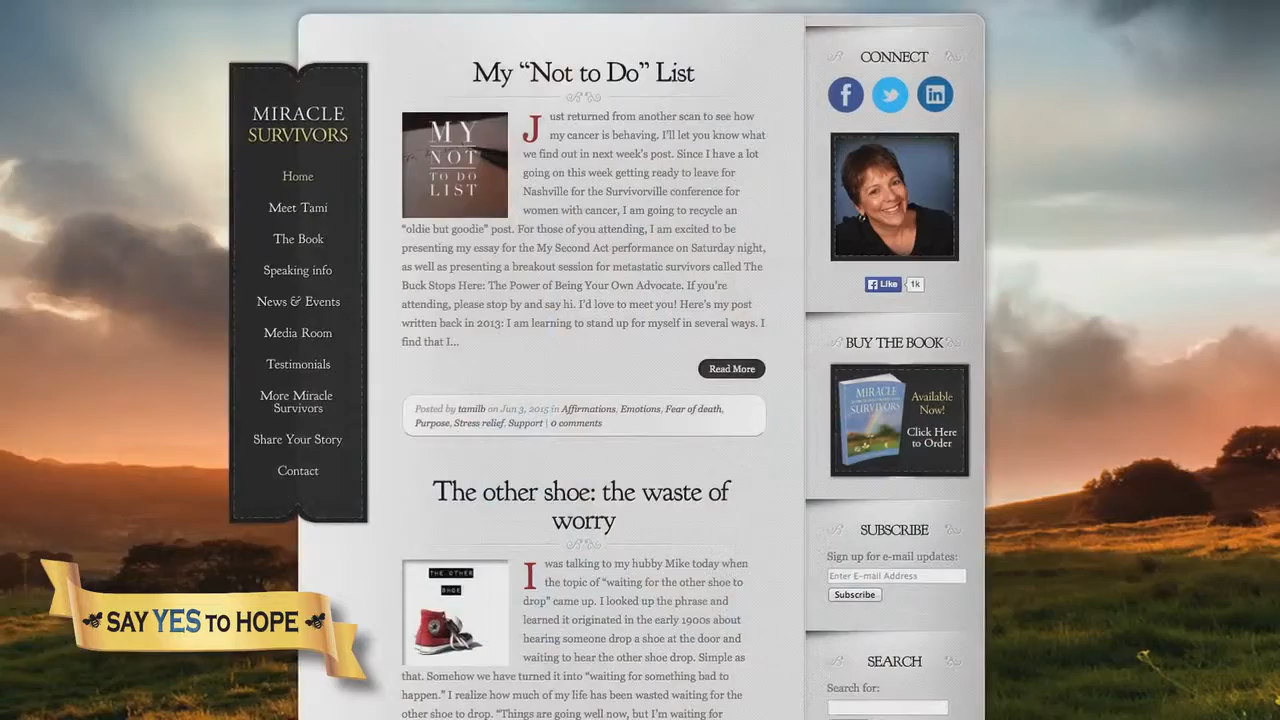 MIRACLE
SURVIVORS
Home
Meet Tami
The Book
Speaking info
News & Events
Media Room
Testimonials
More Miracle
Survivors
Share Your Story
Contact
SAY YES TO HOPE
My “Not to Do” List
MY
NOT
TO DO
LIST
Just returned from another scan to see how
my cancer is behaving. I'll let you know what
we find out in next week's post. Since I have a lot
going on this week getting ready to leave for
Nashville for the Survivorville conference for
women with cancer, I am going to recycle an
“oldie but goodie” post. For those of you attending, I am excited to be
presenting my essay for the My Second Act performance on Saturday night,
as well as presenting a breakout session for metastatic survivors called The
Buck Stops Here: The Power of Being Your Own Advocate. If you're
attending, please stop by and say hi. I'd love to meet you! Here's my post
written back in 2013: I am learning to stand up for myself in several ways. I
find that I...
Read More
Posted by tamilb on Jun 3, 2015 in Affirmations, Emotions, Fear of death,
Purpose, Stress relief, Support | 0 comments
The other shoe: the waste of
worry
THE OTHER
SHOE
I was talking to my hubby Mike today when
the topic of “waiting for the other shoe to
drop” came up. I looked up the phrase and
learned it originated in the early 1900s about
hearing someone drop a shoe at the door and
waiting to hear the other shoe drop. Simple as
that. Somehow we have turned it into “waiting for something bad to
happen.” I realize how much of my life has been wasted waiting for the
other shoe to drop. “Things are going well now, but I'm waiting for
CONNECT
Like 1k
BUY THE BOOK
MIRACLE
SURVIVORS
Available
Now!
Click Here
to Order
SUBSCRIBE
Sign up for e-mail updates:
Enter E-mail Address
Subscribe
SEARCH
Search for: